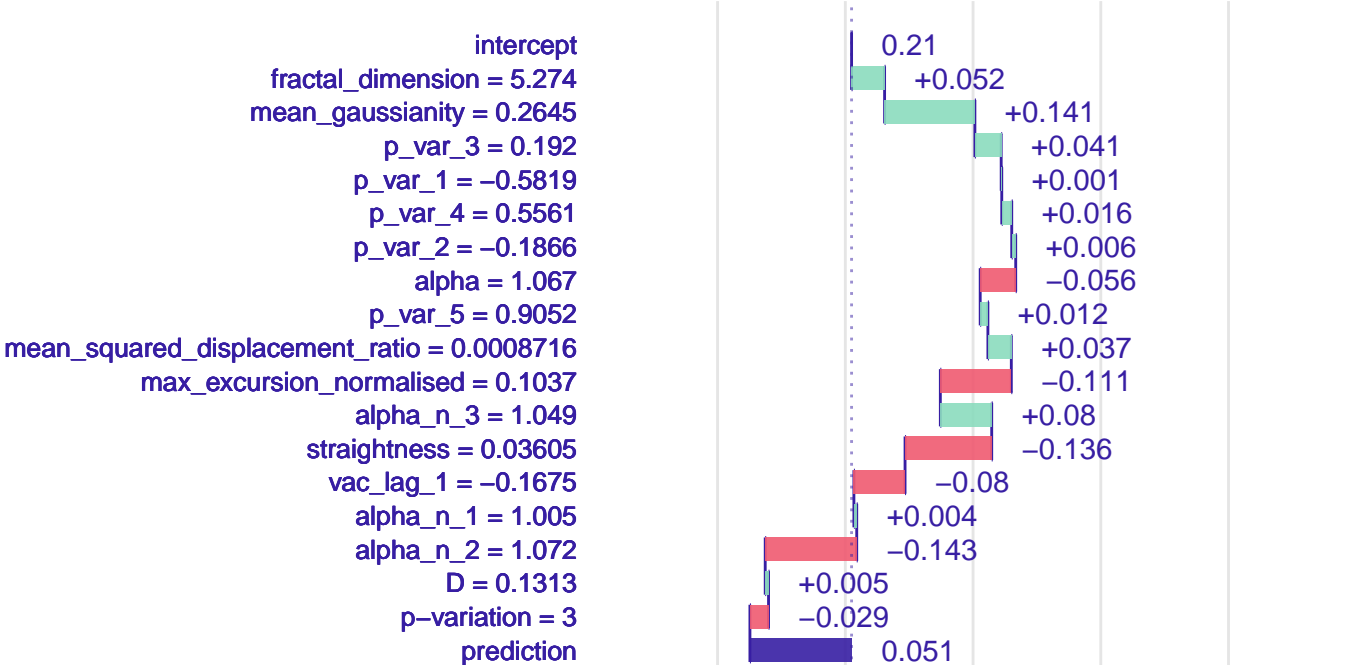 intercept 0.21
fractal_dimension = 5.274 +0.052
mean_gaussianity = 0.2645 +0.141
p_var_3 = 0.192 +0.041
p_var_1 = −0.5819 +0.001
p_var_4 = 0.5561 +0.016
p_var_2 = −0.1866 +0.006
alpha = 1.067 −0.056
p_var_5 = 0.9052 +0.012
mean_squared_displacement_ratio = 0.0008716 +0.037
max_excursion_normalised = 0.1037 −0.111
alpha_n_3 = 1.049 +0.08
straightness = 0.03605 −0.136
vac_lag_1 = −0.1675 −0.08
alpha_n_1 = 1.005 +0.004
alpha_n_2 = 1.072 −0.143
D = 0.1313 +0.005
p−variation = 3 −0.029
prediction 0.051